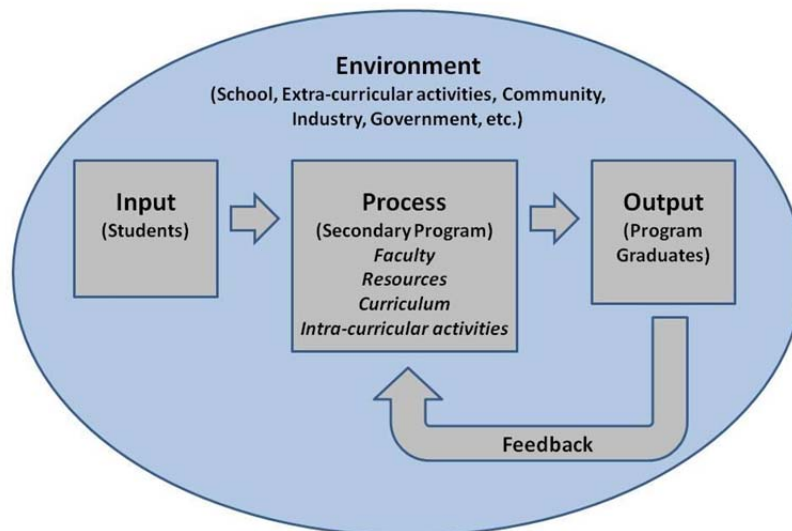 Environment
(School, Extra-curricular activities, Community,
Industry, Government, etc.)
Input
(Students)
Process
(Secondary Program)
Faculty
Resources
Curriculum
Intra-curricular activities
Output
(Program
Graduates)
Feedback